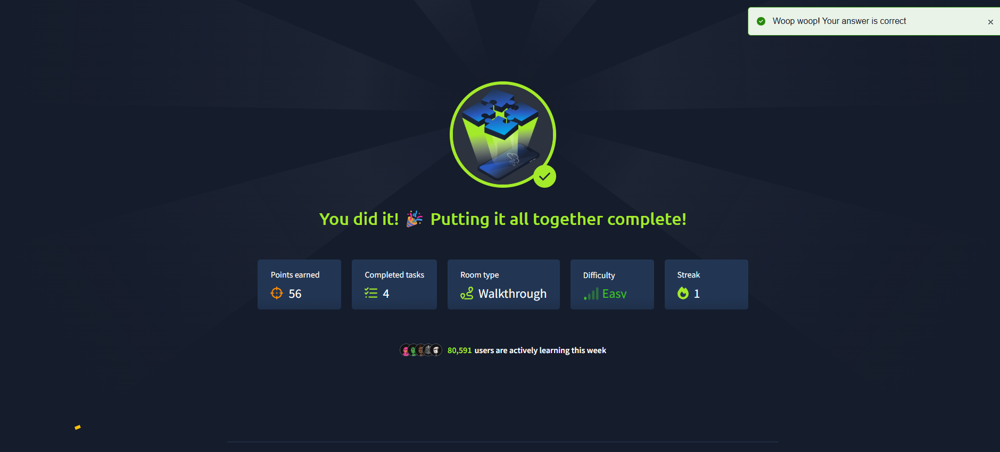 Woop woop! Your answer is correct
You did it! 🎉 Putting it all together complete!
Points earned
56
Completed tasks
4
Room type
Walkthrough
Difficulty
Easy
Streak
1
80,591 users are actively learning this week